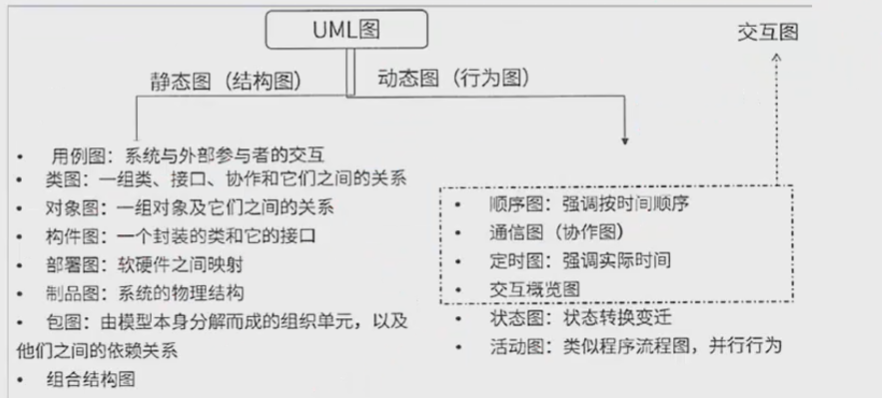 UML图
交互图
静态图（结构图）
动态图（行为图）
• 用例图：系统与外部参与者的交互
• 类图：一组类、接口、协作和它们之间的关系
• 对象图：一组对象及它们之间的关系
• 构件图：一个封装的类和它的接口
• 部署图：软硬件之间映射
• 制品图：系统的物理结构
• 包图：由模型本身分解而成的组织单元，以及
他们之间的依赖关系
• 组合结构图
• 顺序图：强调按时间顺序
• 通信图（协作图）
• 定时图：强调实际时间
• 交互概览图
• 状态图：状态转换变迁
• 活动图：类似程序流程图，并行行为